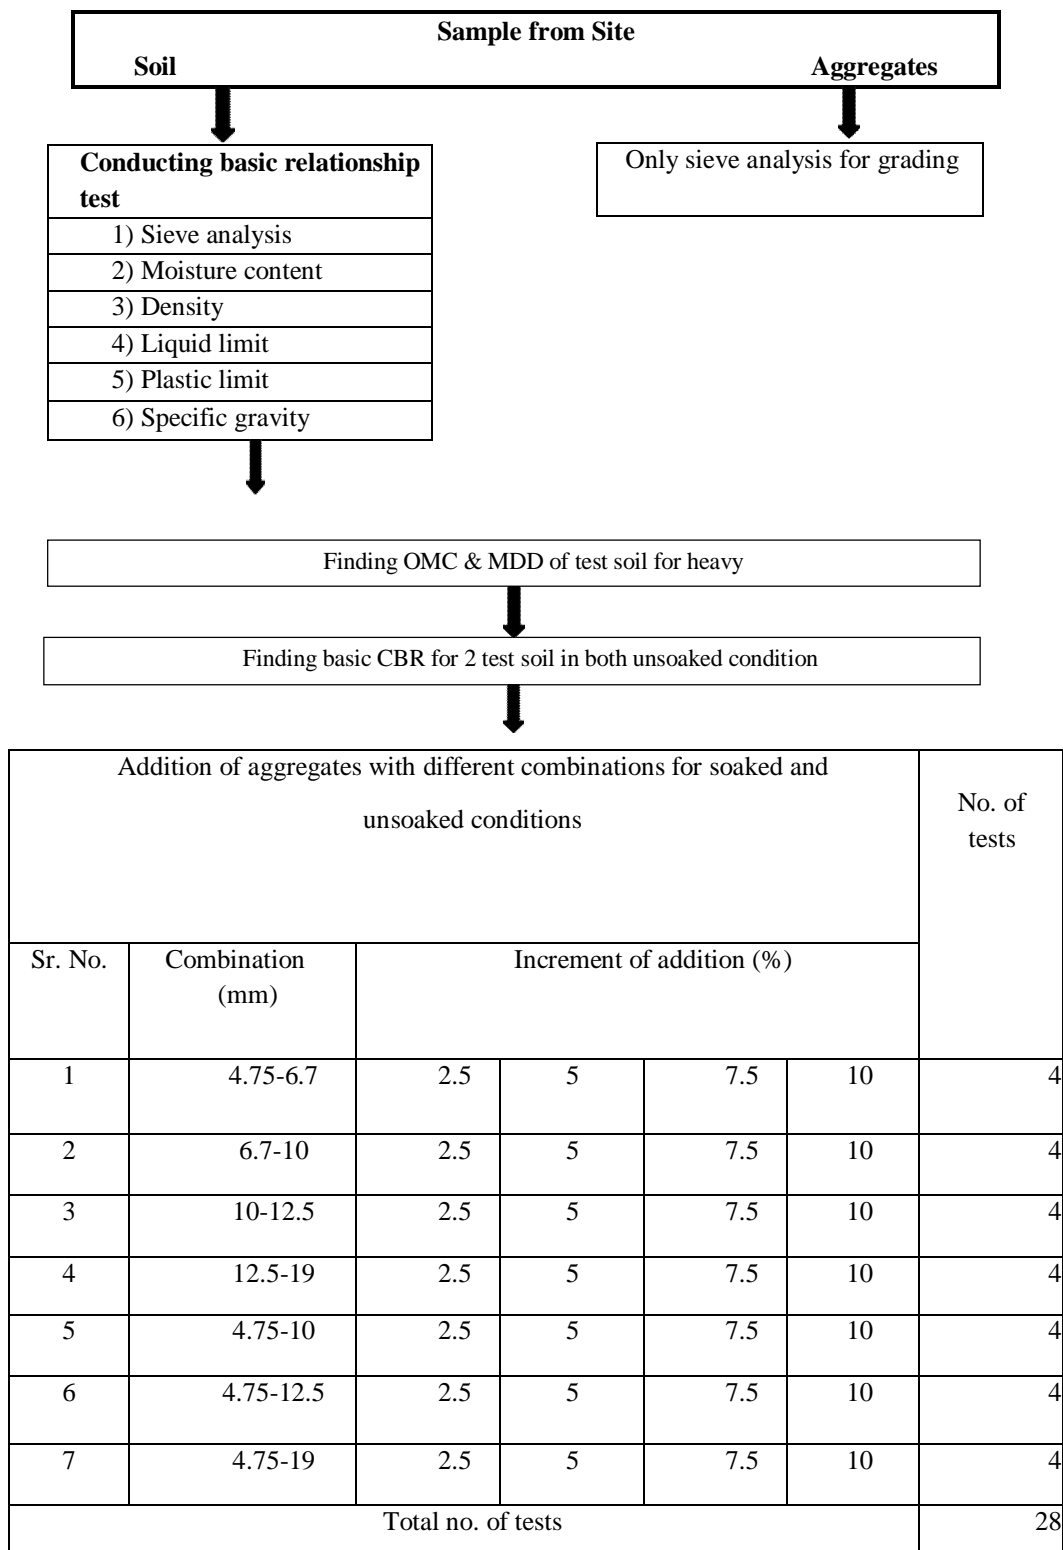 Sample from Site
Soil Aggregates
Conducting basic relationship
test
1) Sieve analysis
2) Moisture content
3) Density
4) Liquid limit
5) Plastic limit
6) Specific gravity
Only sieve analysis for grading
Finding OMC & MDD of test soil for heavy
Finding basic CBR for 2 test soil in both unsoaked condition
Addition of aggregates with different combinations for soaked and
unsoaked conditions
No. of
tests
Sr. No. Combination
(mm) Increment of addition (%)
1 4.75-6.7 2.5 5 7.5 10 4
2 6.7-10 2.5 5 7.5 10 4
3 10-12.5 2.5 5 7.5 10 4
4 12.5-19 2.5 5 7.5 10 4
5 4.75-10 2.5 5 7.5 10 4
6 4.75-12.5 2.5 5 7.5 10 4
7 4.75-19 2.5 5 7.5 10 4
Total no. of tests 28